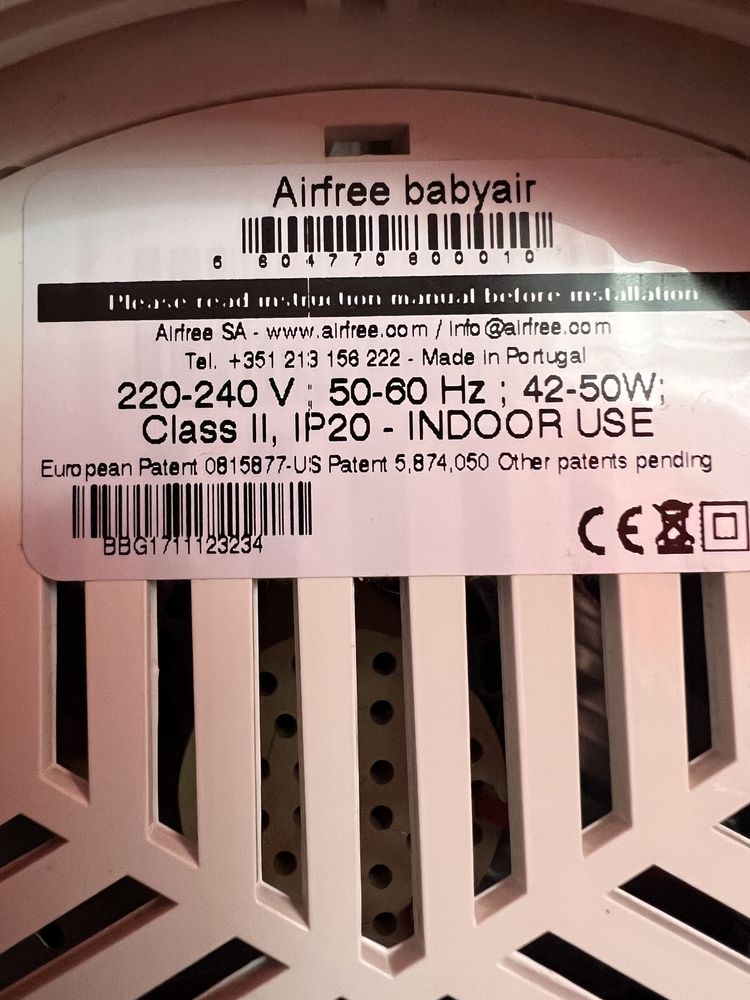 Airfree babyair
6 604770 800010
Please read instruction manual before installation
Airfree SA - www.airfree.com / info@airfree.com
Tel. +351 213 156 222 - Made in Portugal
220-240 V ; 50-60 Hz ; 42-50W;
Class II, IP20 - INDOOR USE
European Patent 0815877-US Patent 5,874,050 Other patents pending
BBG1711123234
CE